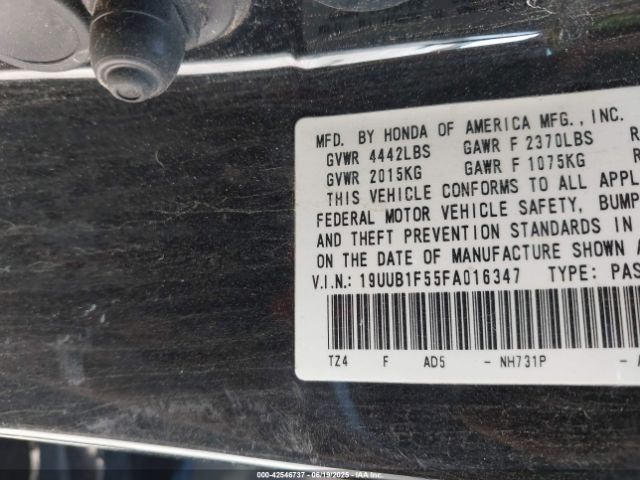 MFD. BY HONDA OF AMERICA MFG., INC.
GVWR 4442LBS GAWR F 2370LBS R
GVWR 2015KG GAWR F 1075KG R
THIS VEHICLE CONFORMS TO ALL APPL
FEDERAL MOTOR VEHICLE SAFETY, BUMP
AND THEFT PREVENTION STANDARDS IN
ON THE DATE OF MANUFACTURE SHOWN A
V.I.N.: 19UUB1F55FA016347 TYPE: PAS
TZ4 F AD5 - NH731P - A
000-42546737 - 06/19/2025 - IAAI.COM